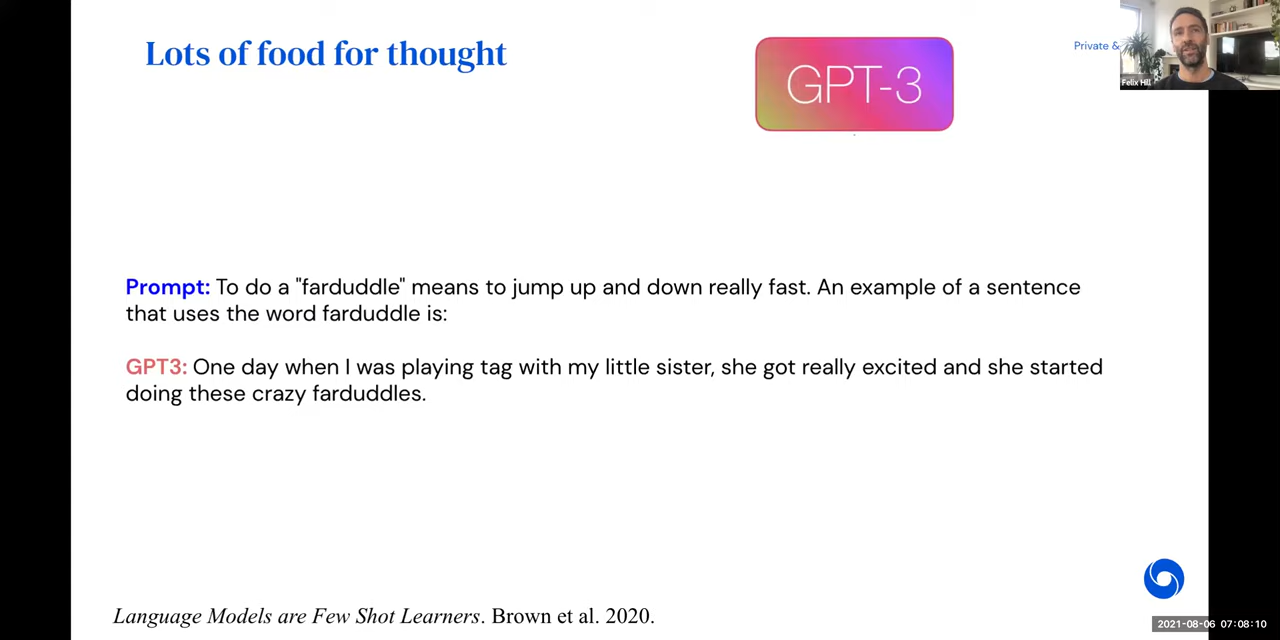 Lots of food for thought
GPT-3
Private &
Felix Hill
Prompt: To do a "farduddle" means to jump up and down really fast. An example of a sentence
that uses the word farduddle is:
GPT3: One day when I was playing tag with my little sister, she got really excited and she started
doing these crazy farduddles.
Language Models are Few Shot Learners. Brown et al. 2020.
2021-08-06 07:08:10